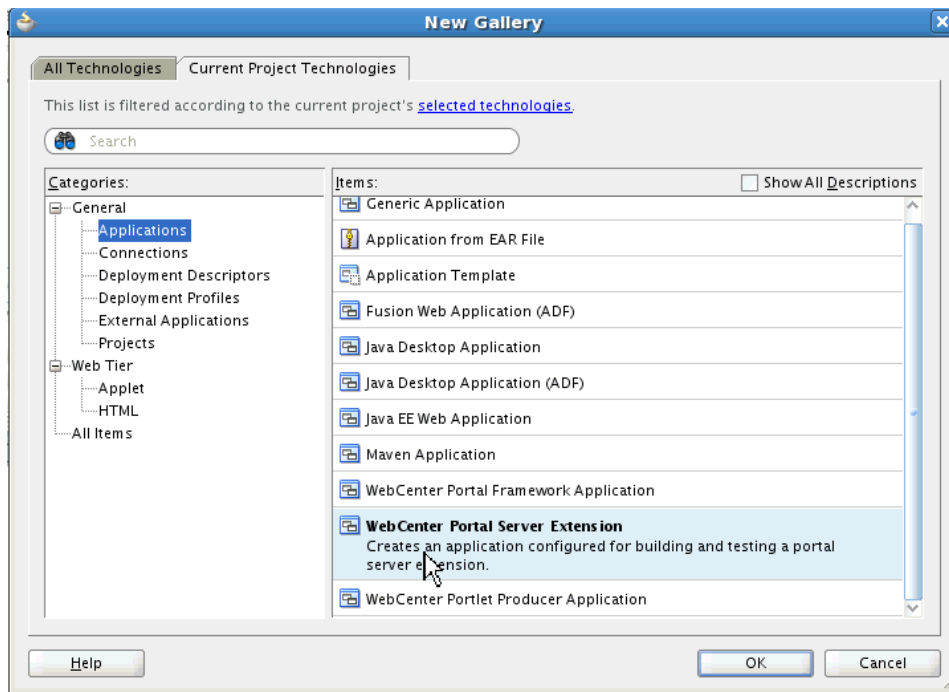 New Gallery
All Technologies
Current Project Technologies
This list is filtered according to the current project's selected technologies.
Search
Categories:
General
Applications
Connections
Deployment Descriptors
Deployment Profiles
External Applications
Projects
Web Tier
Applet
HTML
All Items
Items:
Show All Descriptions
Generic Application
Application from EAR File
Application Template
Fusion Web Application (ADF)
Java Desktop Application
Java Desktop Application (ADF)
Java EE Web Application
Maven Application
WebCenter Portal Framework Application
WebCenter Portal Server Extension
Creates an application configured for building and testing a portal
server extension.
WebCenter Portlet Producer Application
Help
OK
Cancel